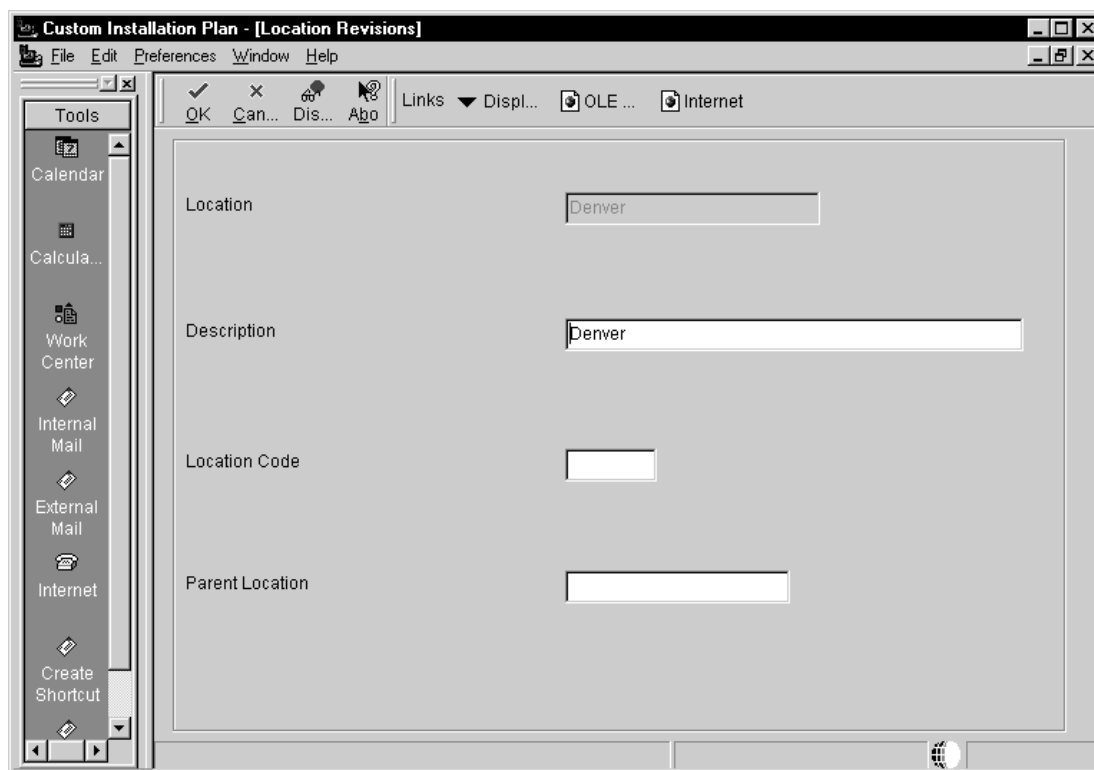 Custom Installation Plan - [Location Revisions]
File Edit Preferences Window Help
Tools
OK Can... Dis... Abo Links Displ... OLE ... Internet
Calendar
Calcula...
Work
Center
Internal
Mail
External
Mail
Internet
Create
Shortcut
Location Denver
Description Denver
Location Code
Parent Location